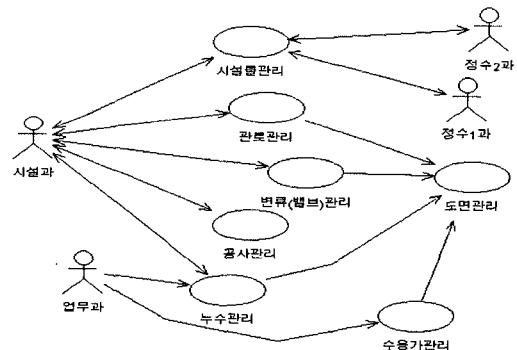 정수2과
시설물관리
정수1과
관로관리
시설과
변류(밸브)관리
도면관리
공사관리
업무과
누수관리
수용가관리